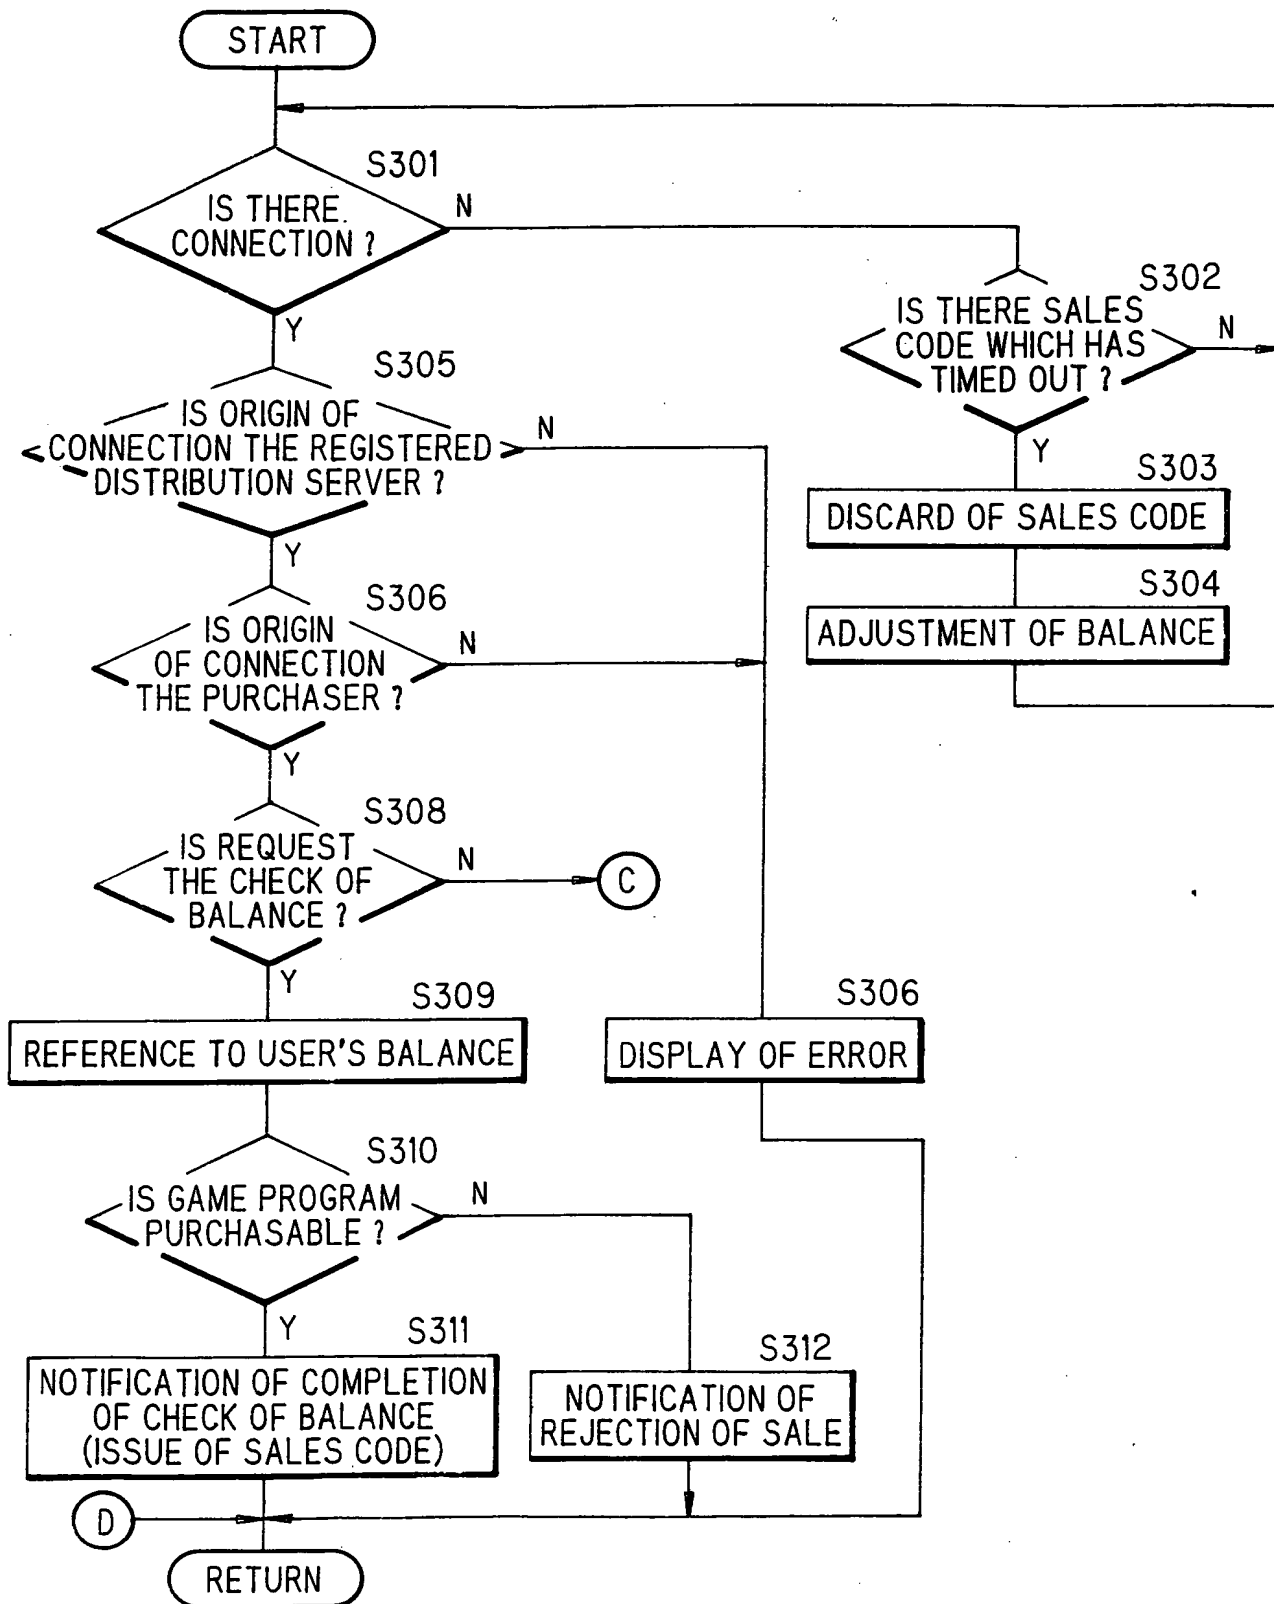 START
S301
IS THERE.
CONNECTION ?
N
Y
S302
IS THERE SALES
CODE WHICH HAS
TIMED OUT ?
N
Y
S303
DISCARD OF SALES CODE
S304
ADJUSTMENT OF BALANCE
S305
IS ORIGIN OF
CONNECTION THE REGISTERED
DISTRIBUTION SERVER ?
N
Y
S306
IS ORIGIN
OF CONNECTION
THE PURCHASER ?
N
Y
S308
IS REQUEST
THE CHECK OF
BALANCE ?
N
C
Y
S309
REFERENCE TO USER'S BALANCE
S306
DISPLAY OF ERROR
S310
IS GAME PROGRAM
PURCHASABLE ?
N
Y
S311
NOTIFICATION OF COMPLETION
OF CHECK OF BALANCE
(ISSUE OF SALES CODE)
S312
NOTIFICATION OF
REJECTION OF SALE
D
RETURN